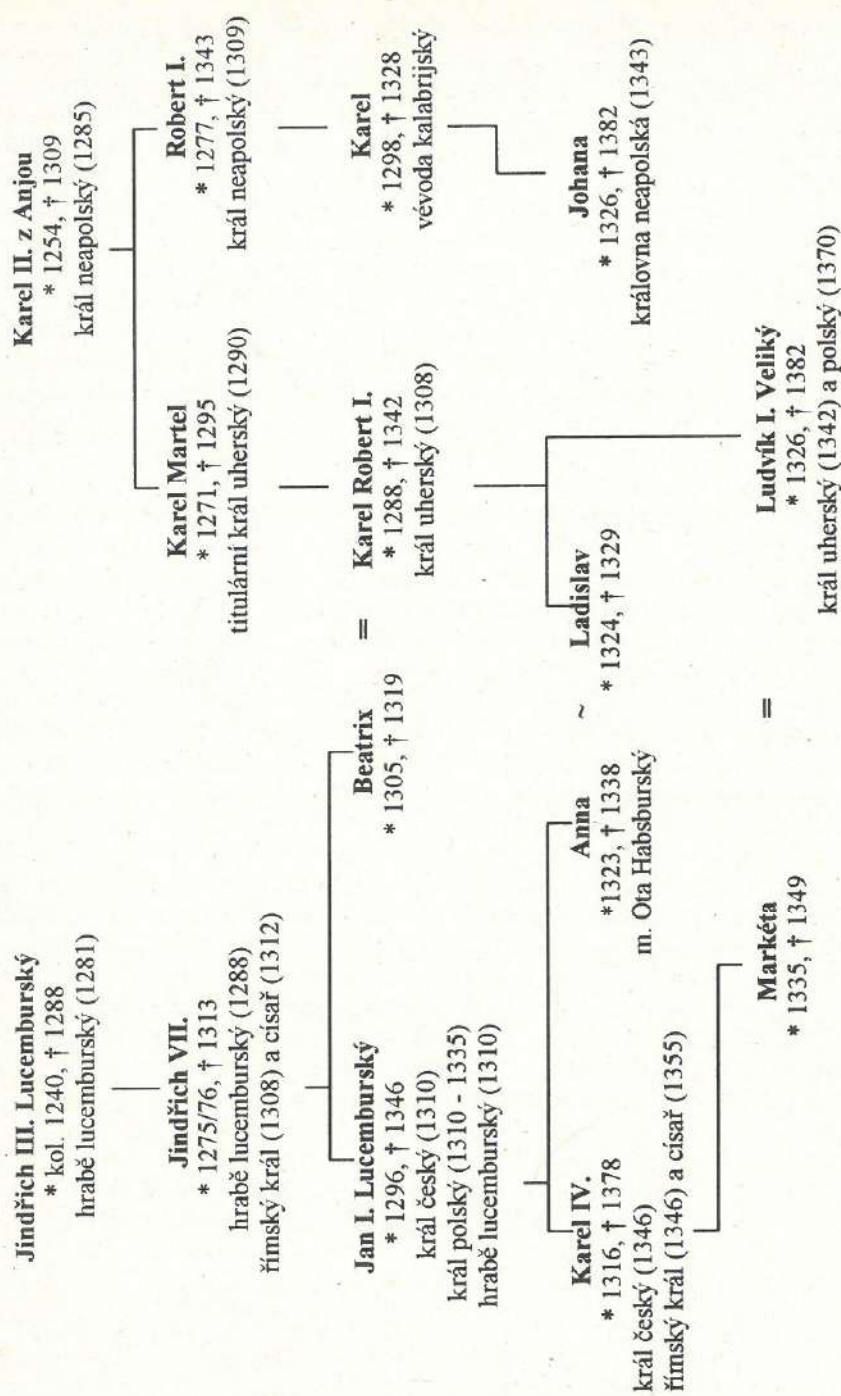 Jindřich III. Lucemburský
* kol. 1240, † 1288
hrabě lucemburský (1281)
Karel II. z Anjou
* 1254, † 1309
král neapolský (1285)
Jindřich VII.
* 1275/76, † 1313
hrabě lucemburský (1288)
římský král (1308) a císař (1312)
Karel Martel
* 1271, † 1295
titulární král uherský (1290)
Robert I.
* 1277, † 1343
král neapolský (1309)
Jan I. Lucemburský
* 1296, † 1346
král český (1310)
král polský (1310 - 1335)
hrabě lucemburský (1310)
Beatrix
* 1305, † 1319
=
Karel Robert I.
* 1288, † 1342
král uherský (1308)
Karel
* 1298, † 1328
vévoda kalabrijský
Karel IV.
* 1316, † 1378
král český (1346)
římský král (1346) a císař (1355)
Anna
*1323, † 1338
m. Ota Habsburský
~
Ladislav
* 1324, † 1329
Johana
* 1326, † 1382
královna neapolská (1343)
Markéta
* 1335, † 1349
=
Ludvík I. Veliký
* 1326, † 1382
král uherský (1342) a polský (1370)